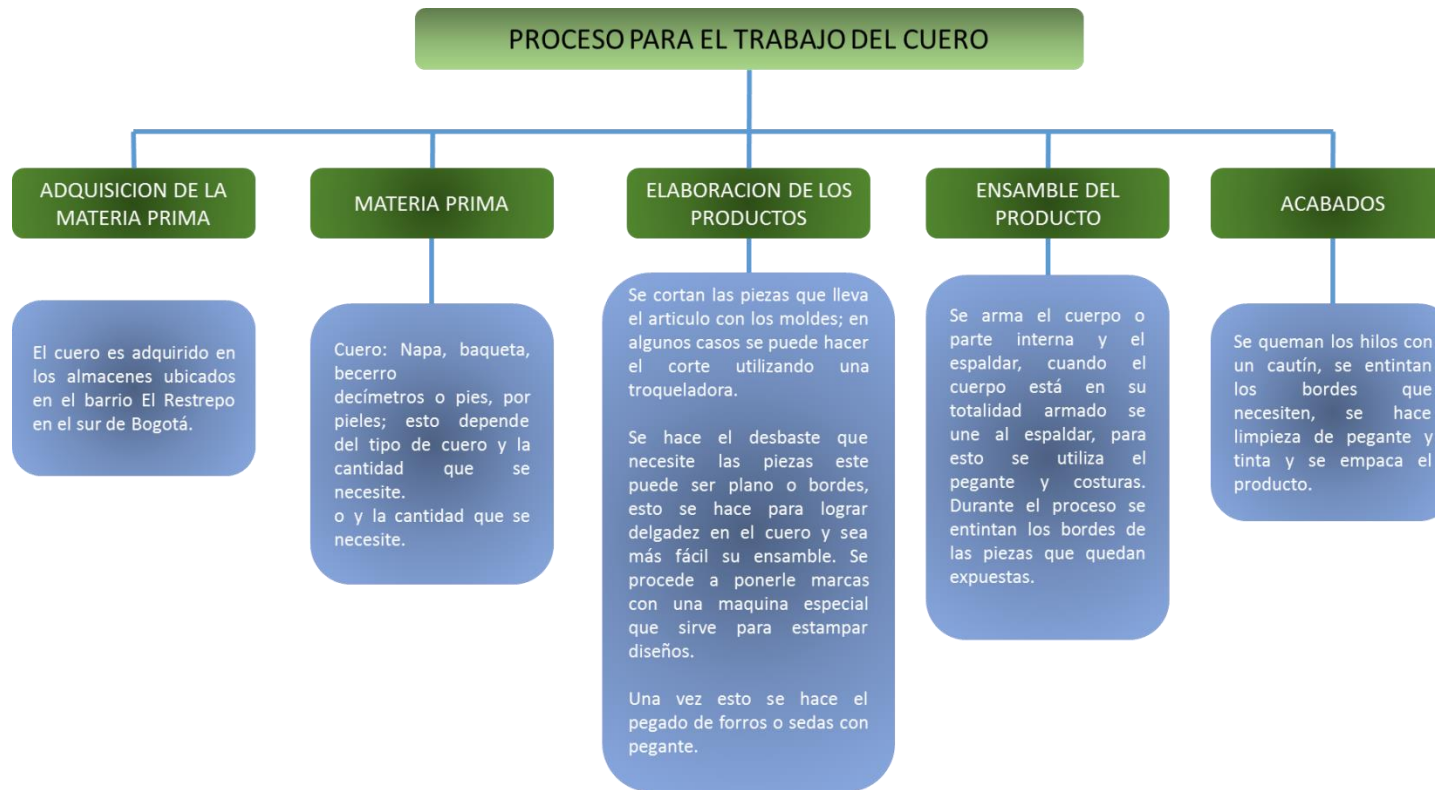 PROCESO PARA EL TRABAJO DEL CUERO
ADQUISICION DE LA
MATERIA PRIMA
El cuero es adquirido en
los almacenes ubicados
en el barrio El Restrepo
en el sur de Bogotá.
MATERIA PRIMA
Cuero: Napa, baqueta,
becerro
decímetros o pies, por
pieles; esto depende
del tipo de cuero y la
cantidad que se
necesite.
o y la cantidad que se
necesite.
ELABORACION DE LOS
PRODUCTOS
Se cortan las piezas que lleva
el articulo con los moldes; en
algunos casos se puede hacer
el corte utilizando una
troqueladora.
Se hace el desbaste que
necesite las piezas este
puede ser plano o bordes,
esto se hace para lograr
delgadez en el cuero y sea
más fácil su ensamble. Se
procede a ponerle marcas
con una maquina especial
que sirve para estampar
diseños.
Una vez esto se hace el
pegado de forros o sedas con
pegante.
ENSAMBLE DEL
PRODUCTO
Se arma el cuerpo o
parte interna y el
espaldar, cuando el
cuerpo está en su
totalidad armado se
une al espaldar, para
esto se utiliza el
pegante y costuras.
Durante el proceso se
entintan los bordes de
las piezas que quedan
expuestas.
ACABADOS
Se queman los hilos con
un cautín, se entintan
los bordes que
necesiten, se hace
limpieza de pegante y
tinta y se empaca el
producto.